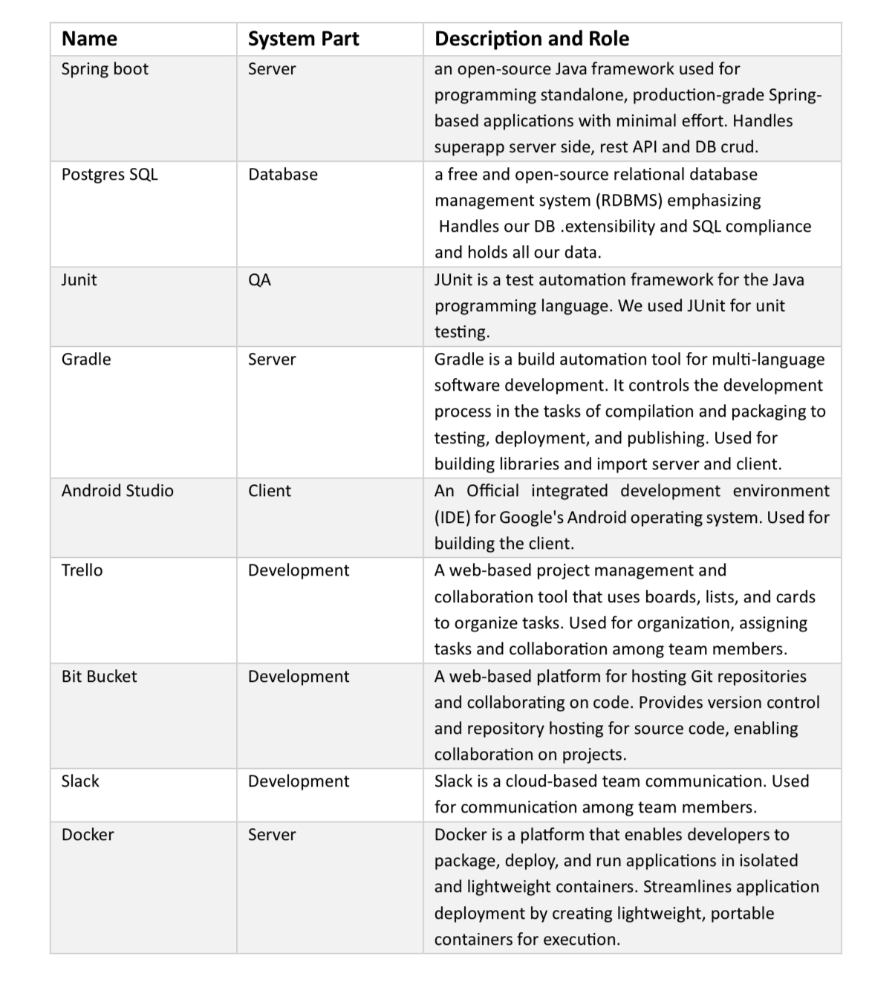 Name System Part Description and Role
Spring boot Server an open-source Java framework used for
programming standalone, production-grade Spring-
based applications with minimal effort. Handles
superapp server side, rest API and DB crud.
Postgres SQL Database a free and open-source relational database
management system (RDBMS) emphasizing
Handles our DB .extensibility and SQL compliance
and holds all our data.
Junit QA JUnit is a test automation framework for the Java
programming language. We used JUnit for unit
testing.
Gradle Server Gradle is a build automation tool for multi-language
software development. It controls the development
process in the tasks of compilation and packaging to
testing, deployment, and publishing. Used for
building libraries and import server and client.
Android Studio Client An Official integrated development environment
(IDE) for Google's Android operating system. Used for
building the client.
Trello Development A web-based project management and
collaboration tool that uses boards, lists, and cards
to organize tasks. Used for organization, assigning
tasks and collaboration among team members.
Bit Bucket Development A web-based platform for hosting Git repositories
and collaborating on code. Provides version control
and repository hosting for source code, enabling
collaboration on projects.
Slack Development Slack is a cloud-based team communication. Used
for communication among team members.
Docker Server Docker is a platform that enables developers to
package, deploy, and run applications in isolated
and lightweight containers. Streamlines application
deployment by creating lightweight, portable
containers for execution.